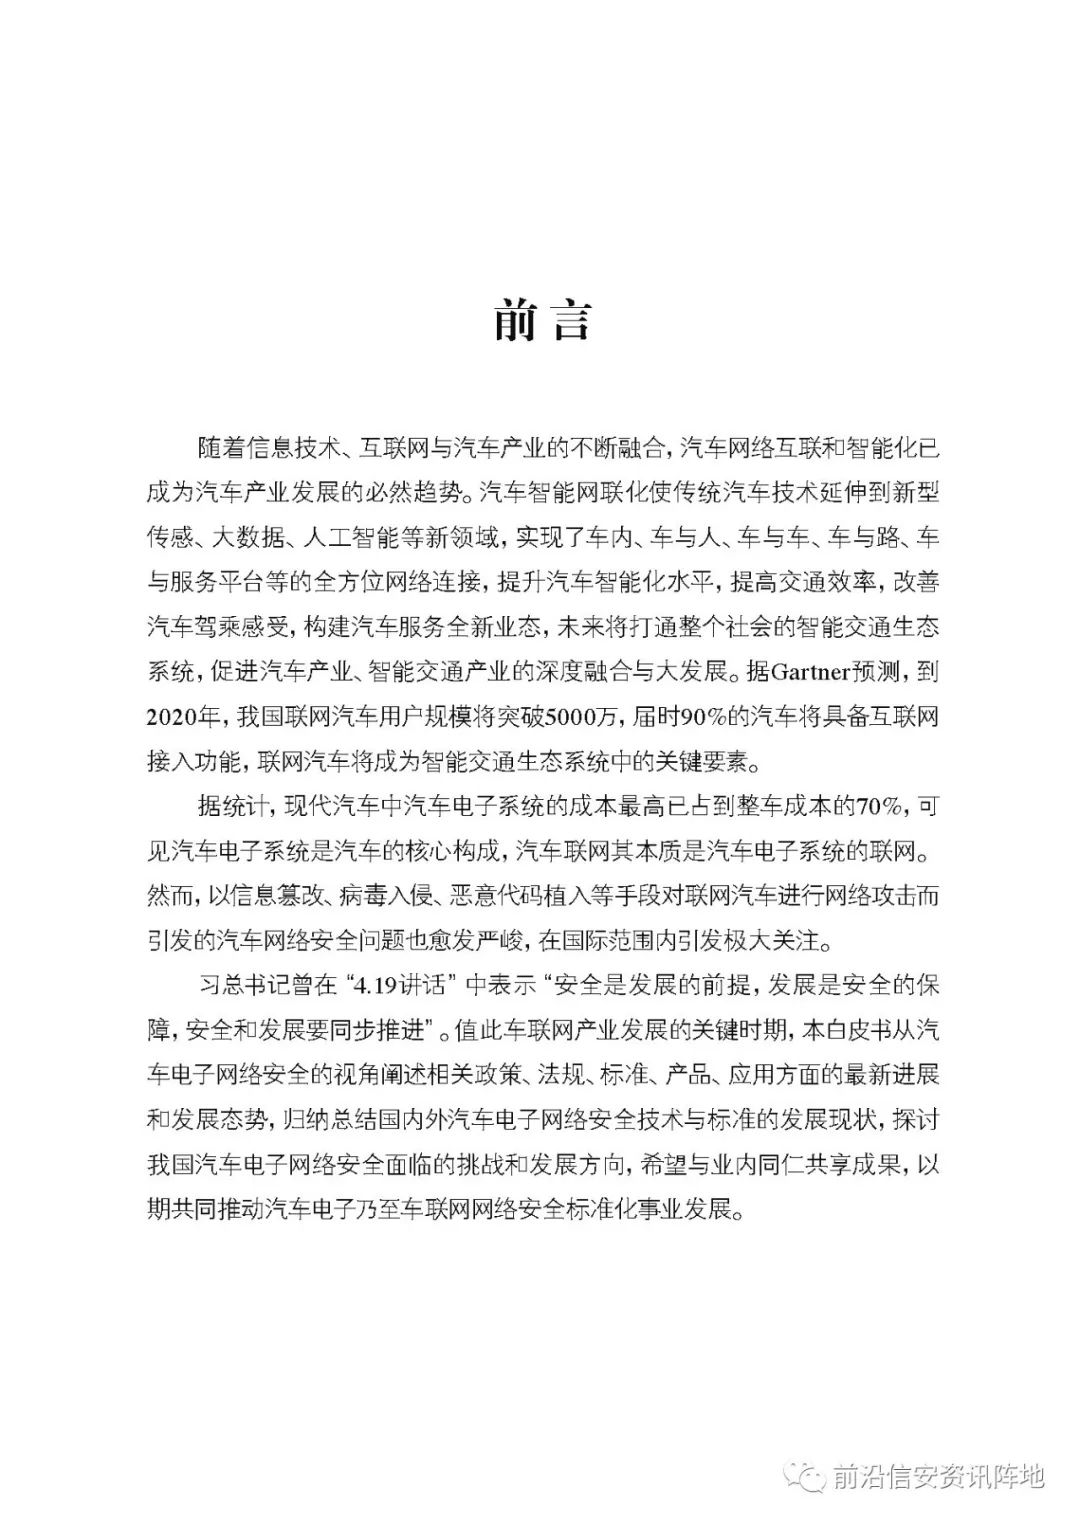 前言
随着信息技术、互联网与汽车产业的不断融合，汽车网络互联和智能化已
成为汽车产业发展的必然趋势。汽车智能网联化使传统汽车技术延伸到新型
传感、大数据、人工智能等新领域，实现了车内、车与人、车与车、车与路、车
与服务平台等的全方位网络连接，提升汽车智能化水平，提高交通效率，改善
汽车驾乘感受，构建汽车服务全新业态，未来将打通整个社会的智能交通生态
系统，促进汽车产业、智能交通产业的深度融合与大发展。据Gartner预测，到
2020年，我国联网汽车用户规模将突破5000万，届时90%的汽车将具备互联网
接入功能，联网汽车将成为智能交通生态系统中的关键要素。
据统计，现代汽车中汽车电子系统的成本最高已占到整车成本的70%，可
见汽车电子系统是汽车的核心构成，汽车联网其本质是汽车电子系统的联网。
然而，以信息篡改、病毒入侵、恶意代码植入等手段对联网汽车进行网络攻击而
引发的汽车网络安全问题也愈发严峻，在国际范围内引发极大关注。
习总书记曾在“4.19讲话”中表示“安全是发展的前提，发展是安全的保
障，安全和发展要同步推进”。值此车联网产业发展的关键时期，本白皮书从汽
车电子网络安全的视角阐述相关政策、法规、标准、产品、应用方面的最新进展
和发展态势，归纳总结国内外汽车电子网络安全技术与标准的发展现状，探讨
我国汽车电子网络安全面临的挑战和发展方向，希望与业内同仁共享成果，以
期共同推动汽车电子乃至车联网网络安全标准化事业发展。
前沿信安资讯阵地